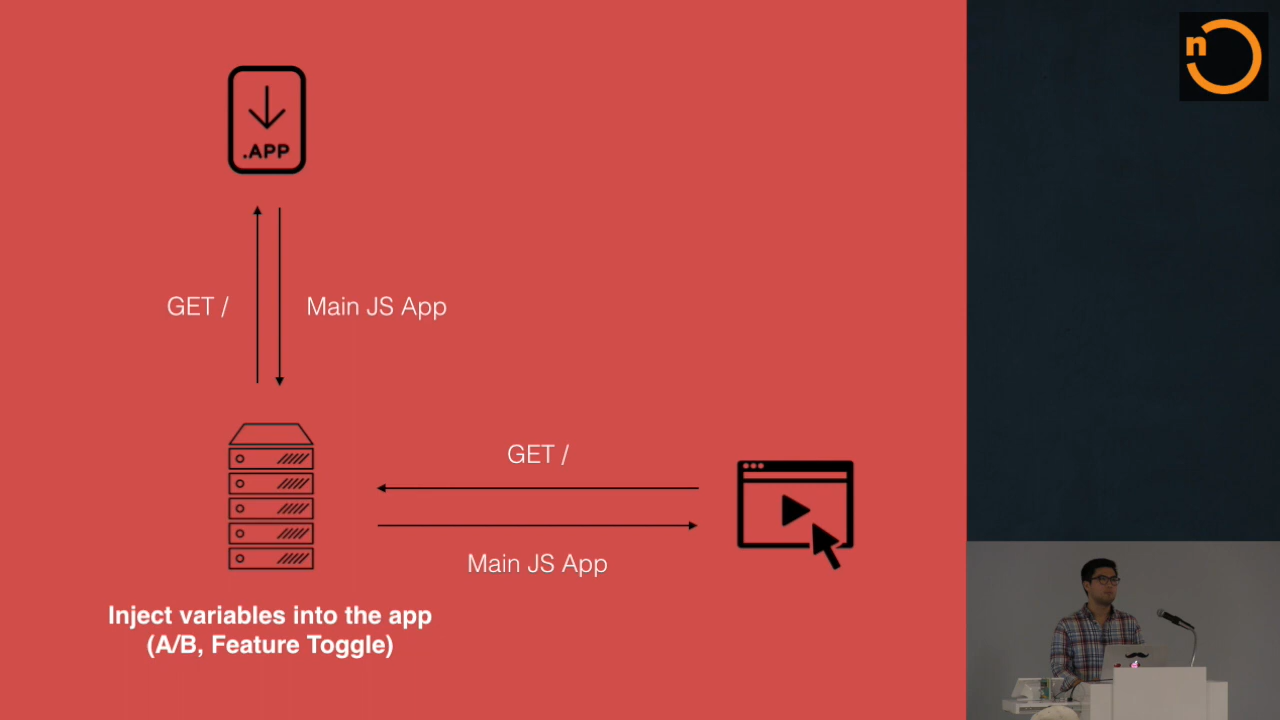 n
.APP
GET /
Main JS App
GET /
Main JS App
Inject variables into the app
(A/B, Feature Toggle)